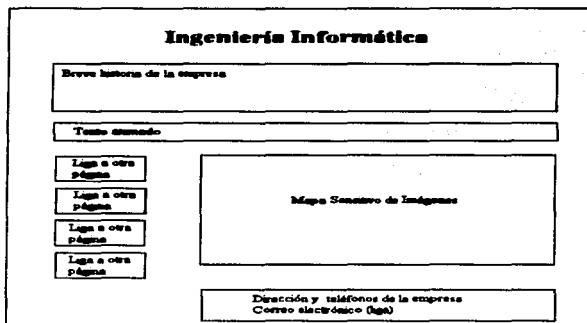 Ingeniería Informática
Breve historia de la empresa
Texto animado
Liga a otra
página
Liga a otra
página
Liga a otra
página
Liga a otra
página
Mapa Sensitivo de Imágenes
Dirección y teléfonos de la empresa
Correo electrónico (liga)